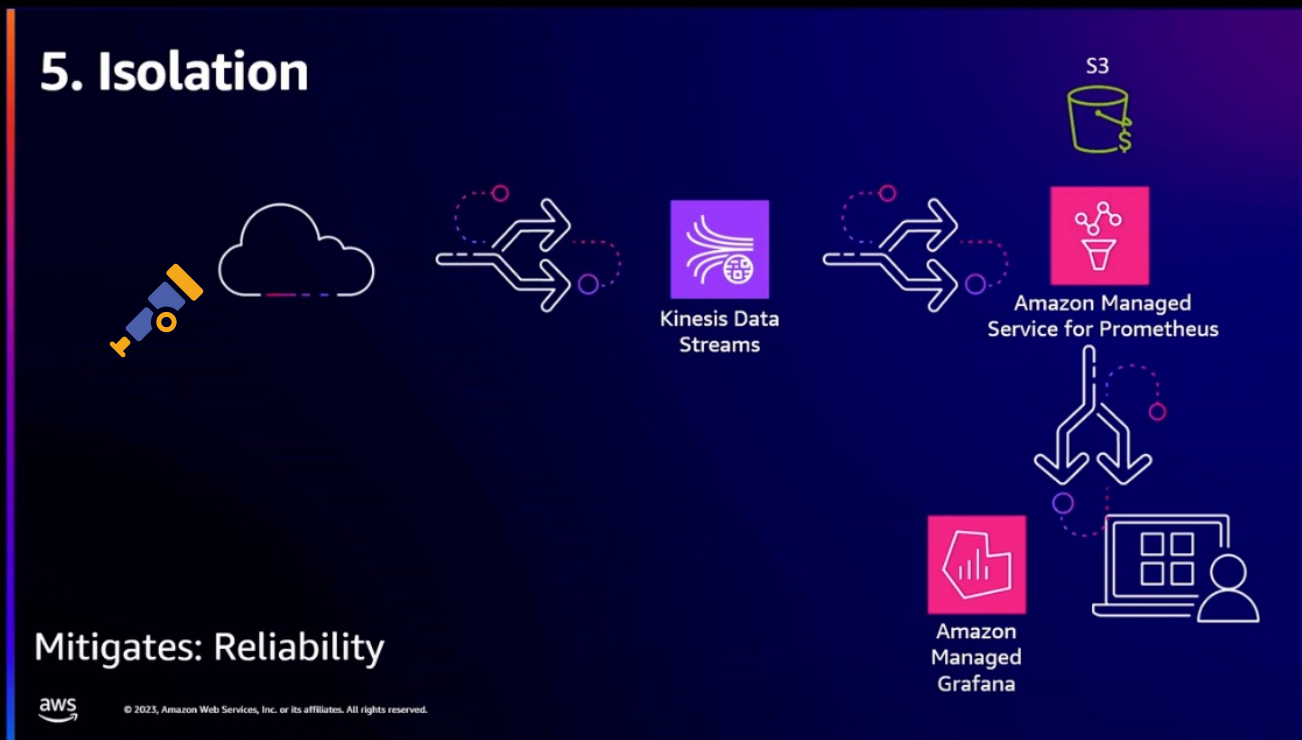 5. Isolation
S3
Kinesis Data
Streams
Amazon Managed
Service for Prometheus
Amazon
Managed
Grafana
Mitigates: Reliability
aws
© 2023, Amazon Web Services, Inc. or its affiliates. All rights reserved.